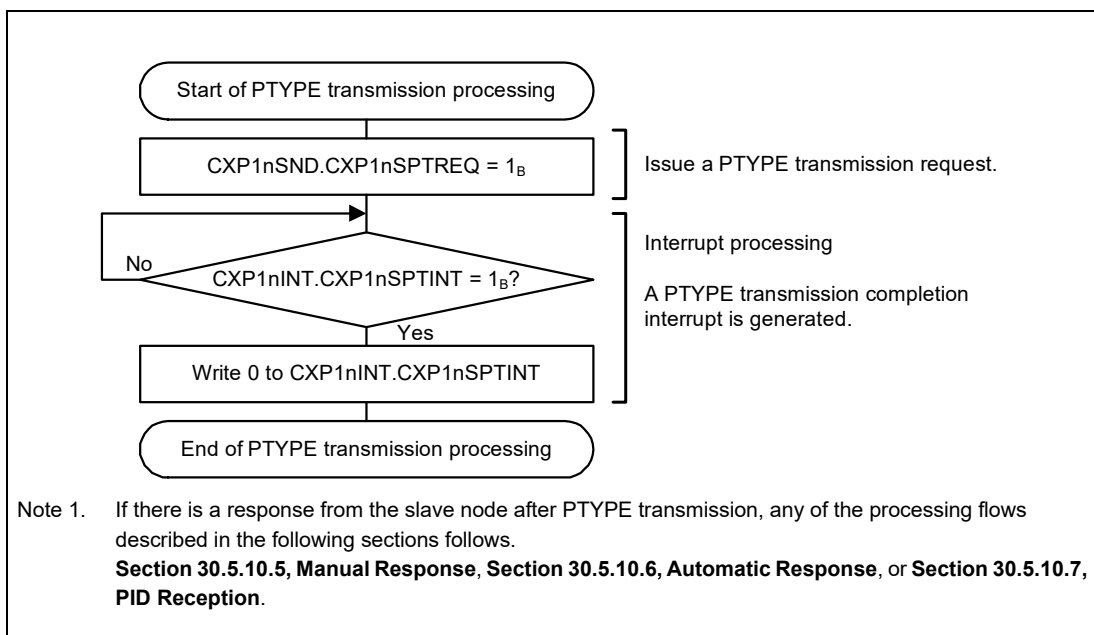 Start of PTYPE transmission processing
CXP1nSND.CXP1nSPTREQ = 1B
Issue a PTYPE transmission request.
Interrupt processing
No
CXP1nINT.CXP1nSPTINT = 1B?
A PTYPE transmission completion
interrupt is generated.
Yes
Write 0 to CXP1nINT.CXP1nSPTINT
End of PTYPE transmission processing
Note 1. If there is a response from the slave node after PTYPE transmission, any of the processing flows
described in the following sections follows.
Section 30.5.10.5, Manual Response, Section 30.5.10.6, Automatic Response, or Section 30.5.10.7,
PID Reception.